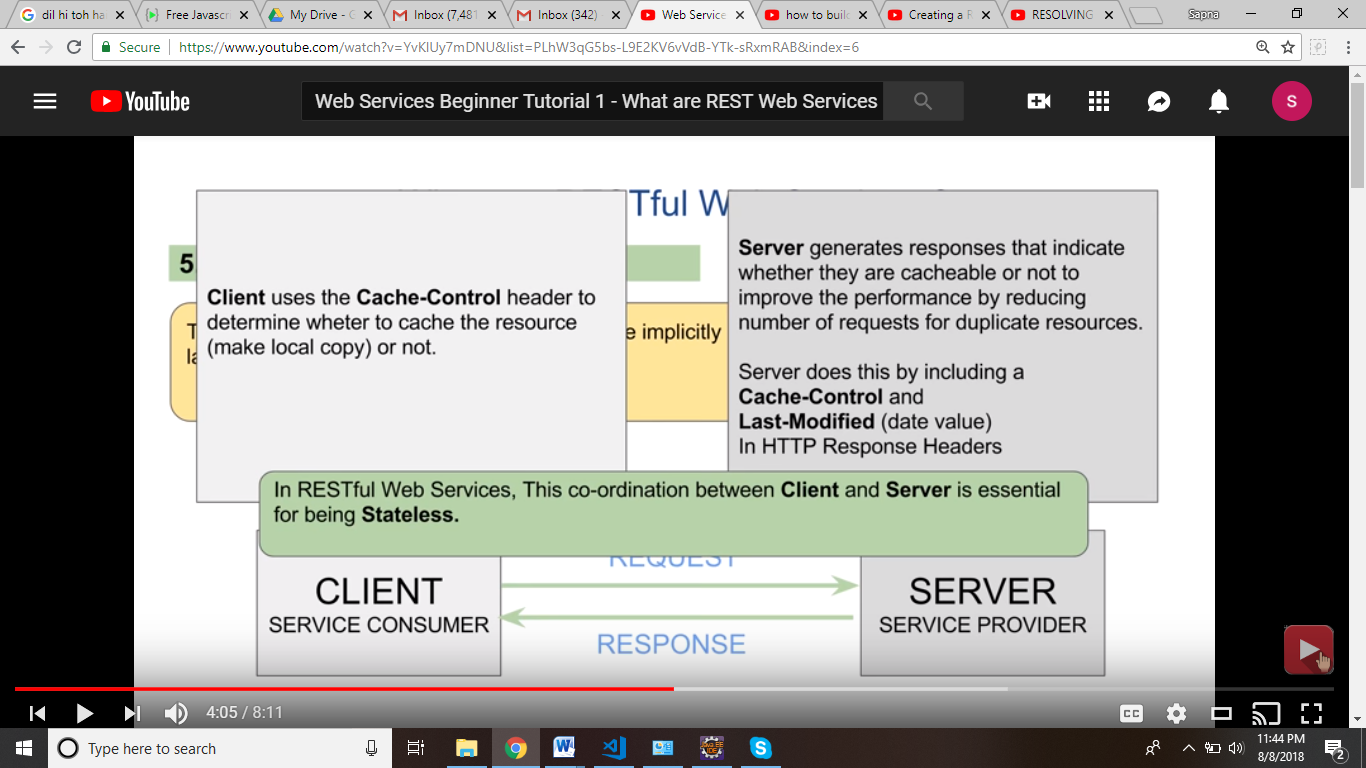 dil hi toh ha
Free Javascr
My Drive - G
Inbox (7,481
Inbox (342)
Web Service
how to buil
Creating a R
RESOLVING
Sapna
Secure
https://www.youtube.com/watch?v=YvKlUy7mDNU&list=PLhW3qG5bs-L9E2KV6vVdB-YTk-sRxmRAB&index=6
YouTube
Web Services Beginner Tutorial 1 - What are REST Web Services
S
Tful W
5
Client uses the Cache-Control header to
determine wheter to cache the resource
(make local copy) or not.
T
la
e implicitly
Server generates responses that indicate
whether they are cacheable or not to
improve the performance by reducing
number of requests for duplicate resources.
Server does this by including a
Cache-Control and
Last-Modified (date value)
In HTTP Response Headers
In RESTful Web Services, This co-ordination between Client and Server is essential
for being Stateless.
REQUEST
CLIENT
SERVICE CONSUMER
RESPONSE
SERVER
SERVICE PROVIDER
4:05 / 8:11
CC
Type here to search
11:44 PM
8/8/2018
2